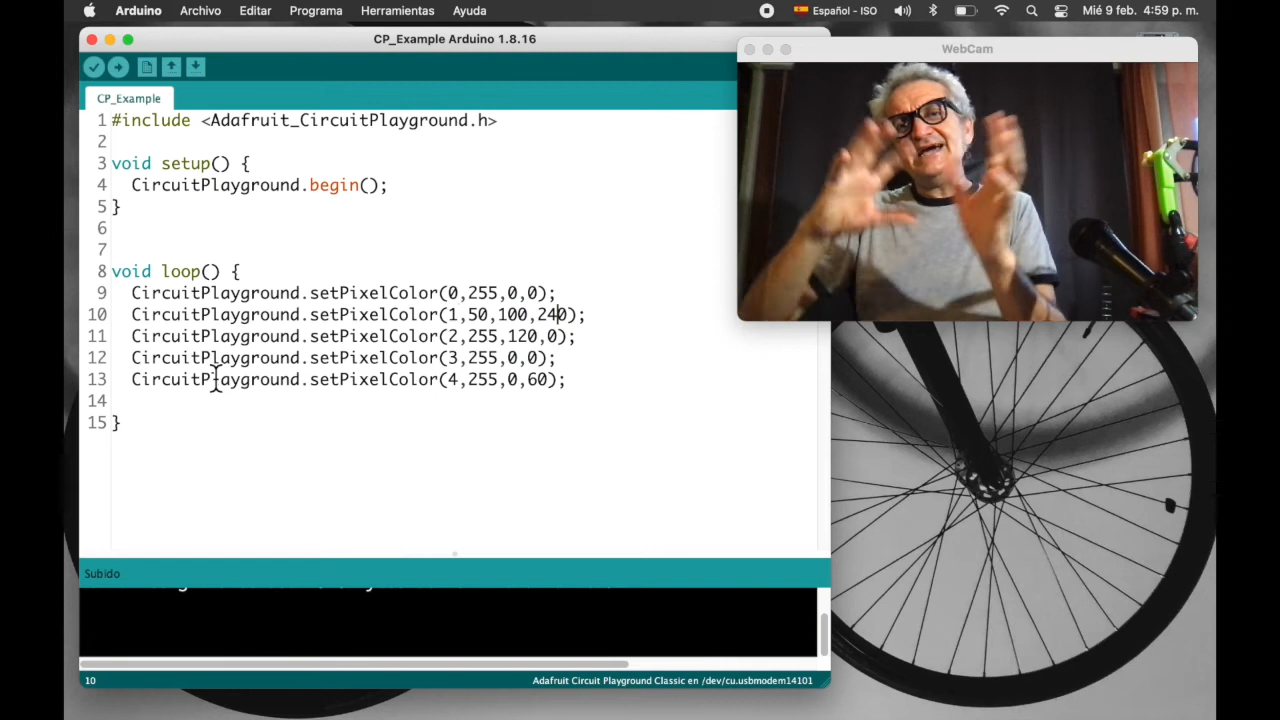 Arduino Archivo Editar Programa Herramientas Ayuda Español - ISO Mié 9 feb. 4:59 p. m.
CP_Example Arduino 1.8.16
WebCam
CP_Example
1 #include <Adafruit_CircuitPlayground.h>
2
3 void setup() {
4 CircuitPlayground.begin();
5 }
6
7
8 void loop() {
9 CircuitPlayground.setPixelColor(0,255,0,0);
10 CircuitPlayground.setPixelColor(1,50,100,240);
11 CircuitPlayground.setPixelColor(2,255,120,0);
12 CircuitPlayground.setPixelColor(3,255,0,0);
13 CircuitPlayground.setPixelColor(4,255,0,60);
14
15 }
Subido
10 Adafruit Circuit Playground Classic en /dev/cu.usbmodem14101